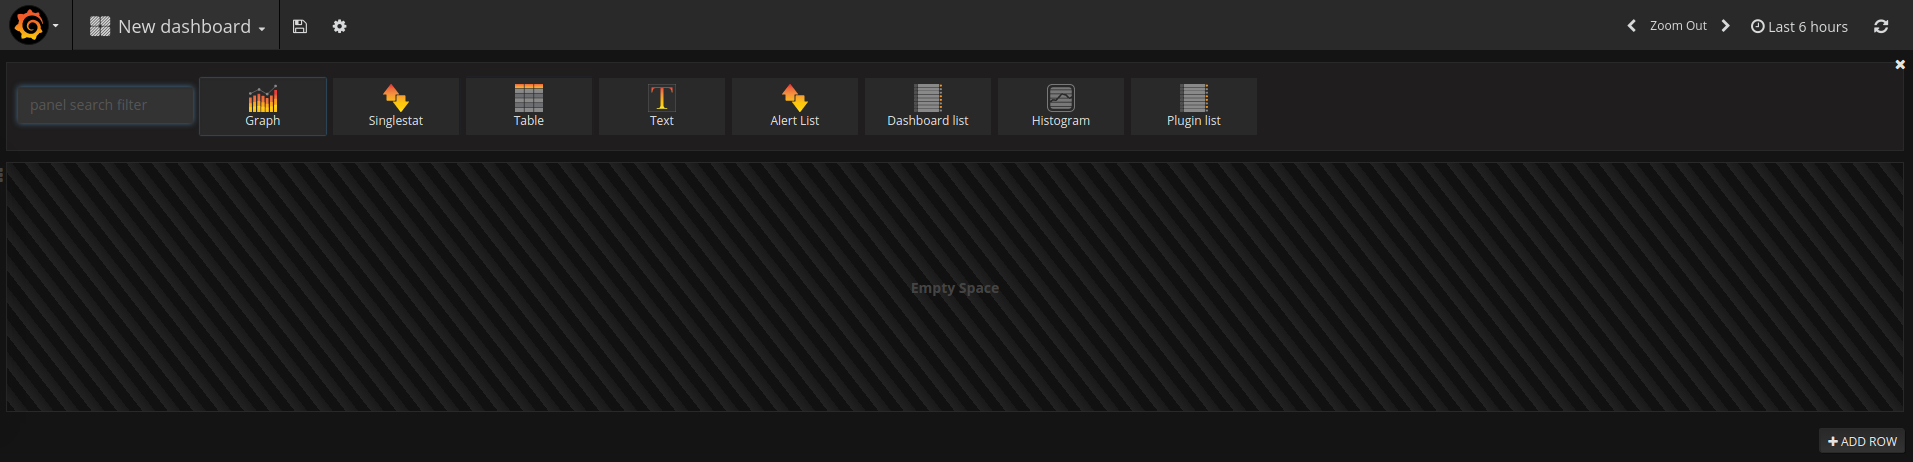 New dashboard
Zoom Out
Last 6 hours
panel search filter
Graph
Singlestat
Table
T
Text
Alert List
Dashboard list
Histogram
Plugin list
Empty Space
+ ADD ROW